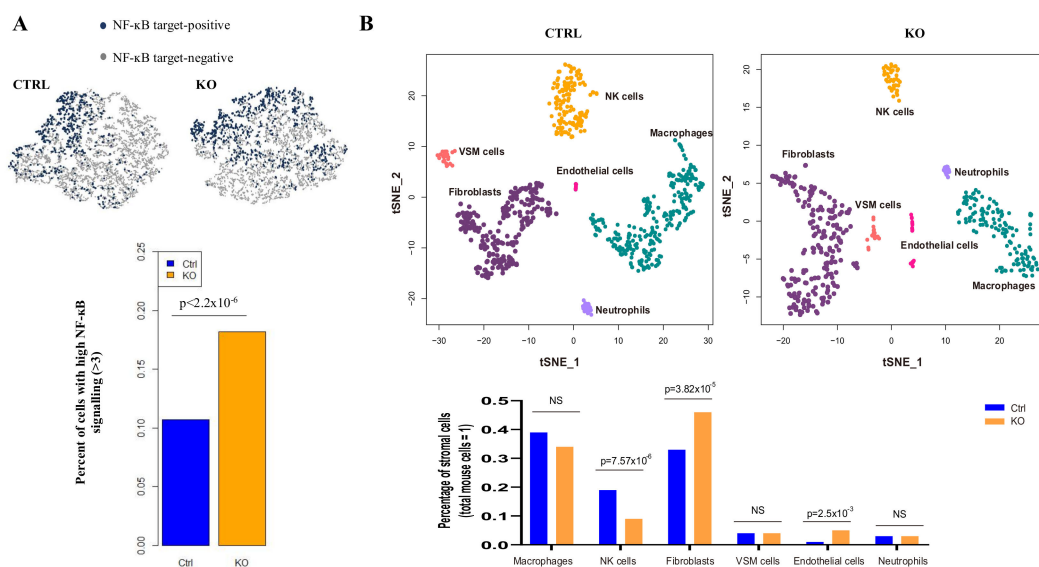 A
NF-κB target-positive
NF-κB target-negative
CTRL
KO
Percent of cells with high NF-κB
signalling (>3)
0.25
0.20
0.15
0.10
0.05
0.00
Ctrl
KO
p<2.2x10-6
Ctrl
KO
B
CTRL
tSNE_2
20
10
0
−10
−20
NK cells
Macrophages
VSM cells
Endothelial cells
Fibroblasts
Neutrophils
−30
−20
−10
0
10
20
30
tSNE_1
KO
tSNE_2
20
15
10
5
0
−5
−10
NK cells
Fibroblasts
Neutrophils
VSM cells
Endothelial cells
Macrophages
−20
−10
0
10
20
tSNE_1
Percentage of stromal cells
(total mouse cells = 1)
0.5
0.4
0.3
0.2
0.1
0.0
NS
p=7.57x10-6
p=3.82x10-5
NS
p=2.5x10-3
NS
Ctrl
KO
Macrophages
NK cells
Fibroblasts
VSM cells
Endothelial cells
Neutrophils